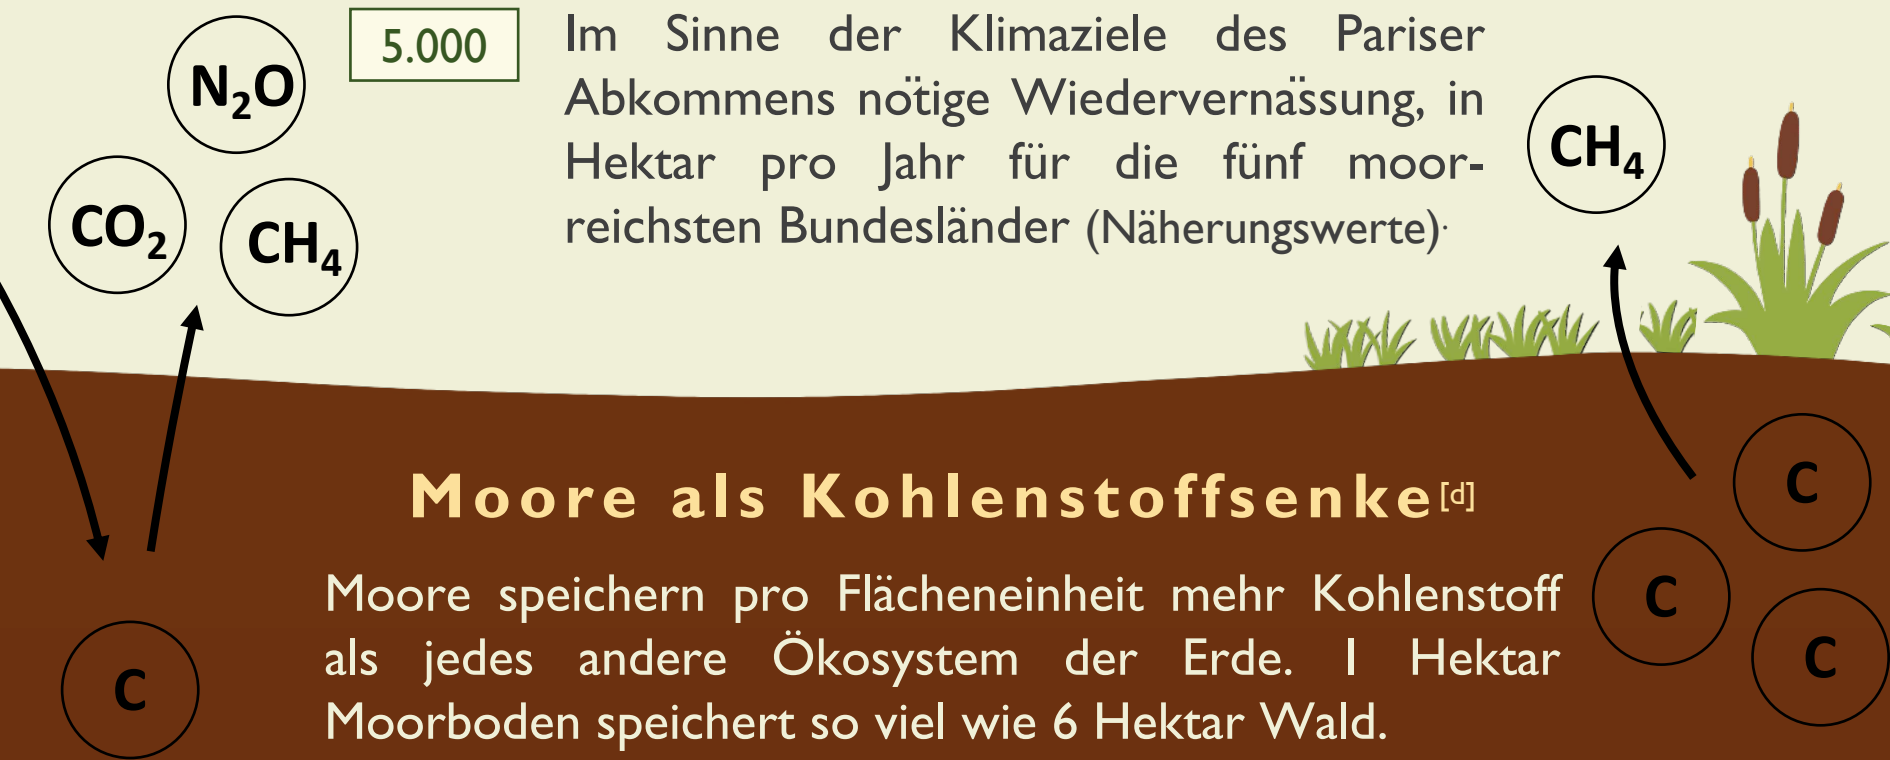 N₂O
CO₂
CH₄
5.000
Im Sinne der Klimaziele des Pariser
Abkommens nötige Wiedervernässung, in
Hektar pro Jahr für die fünf moor-
reichsten Bundesländer (Näherungswerte).
CH₄
Moore als Kohlenstoffsenke[d]
Moore speichern pro Flächeneinheit mehr Kohlenstoff
als jedes andere Ökosystem der Erde. 1 Hektar
Moorboden speichert so viel wie 6 Hektar Wald.
C
C
C
C